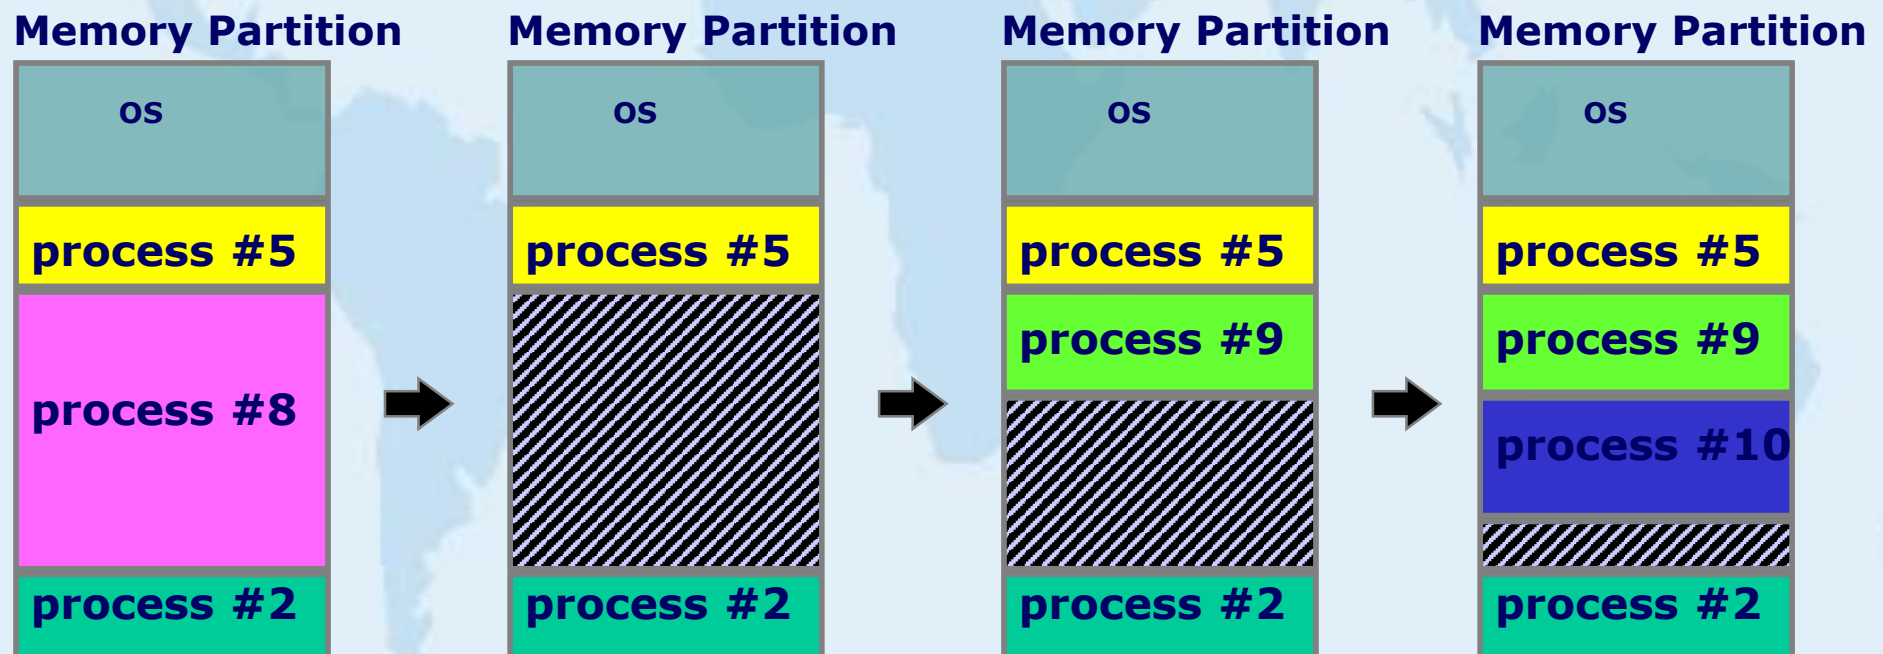 Memory Partition
OS
process #5
process #8
process #2
Memory Partition
OS
process #5
process #2
Memory Partition
OS
process #5
process #9
process #2
Memory Partition
OS
process #5
process #9
process #10
process #2